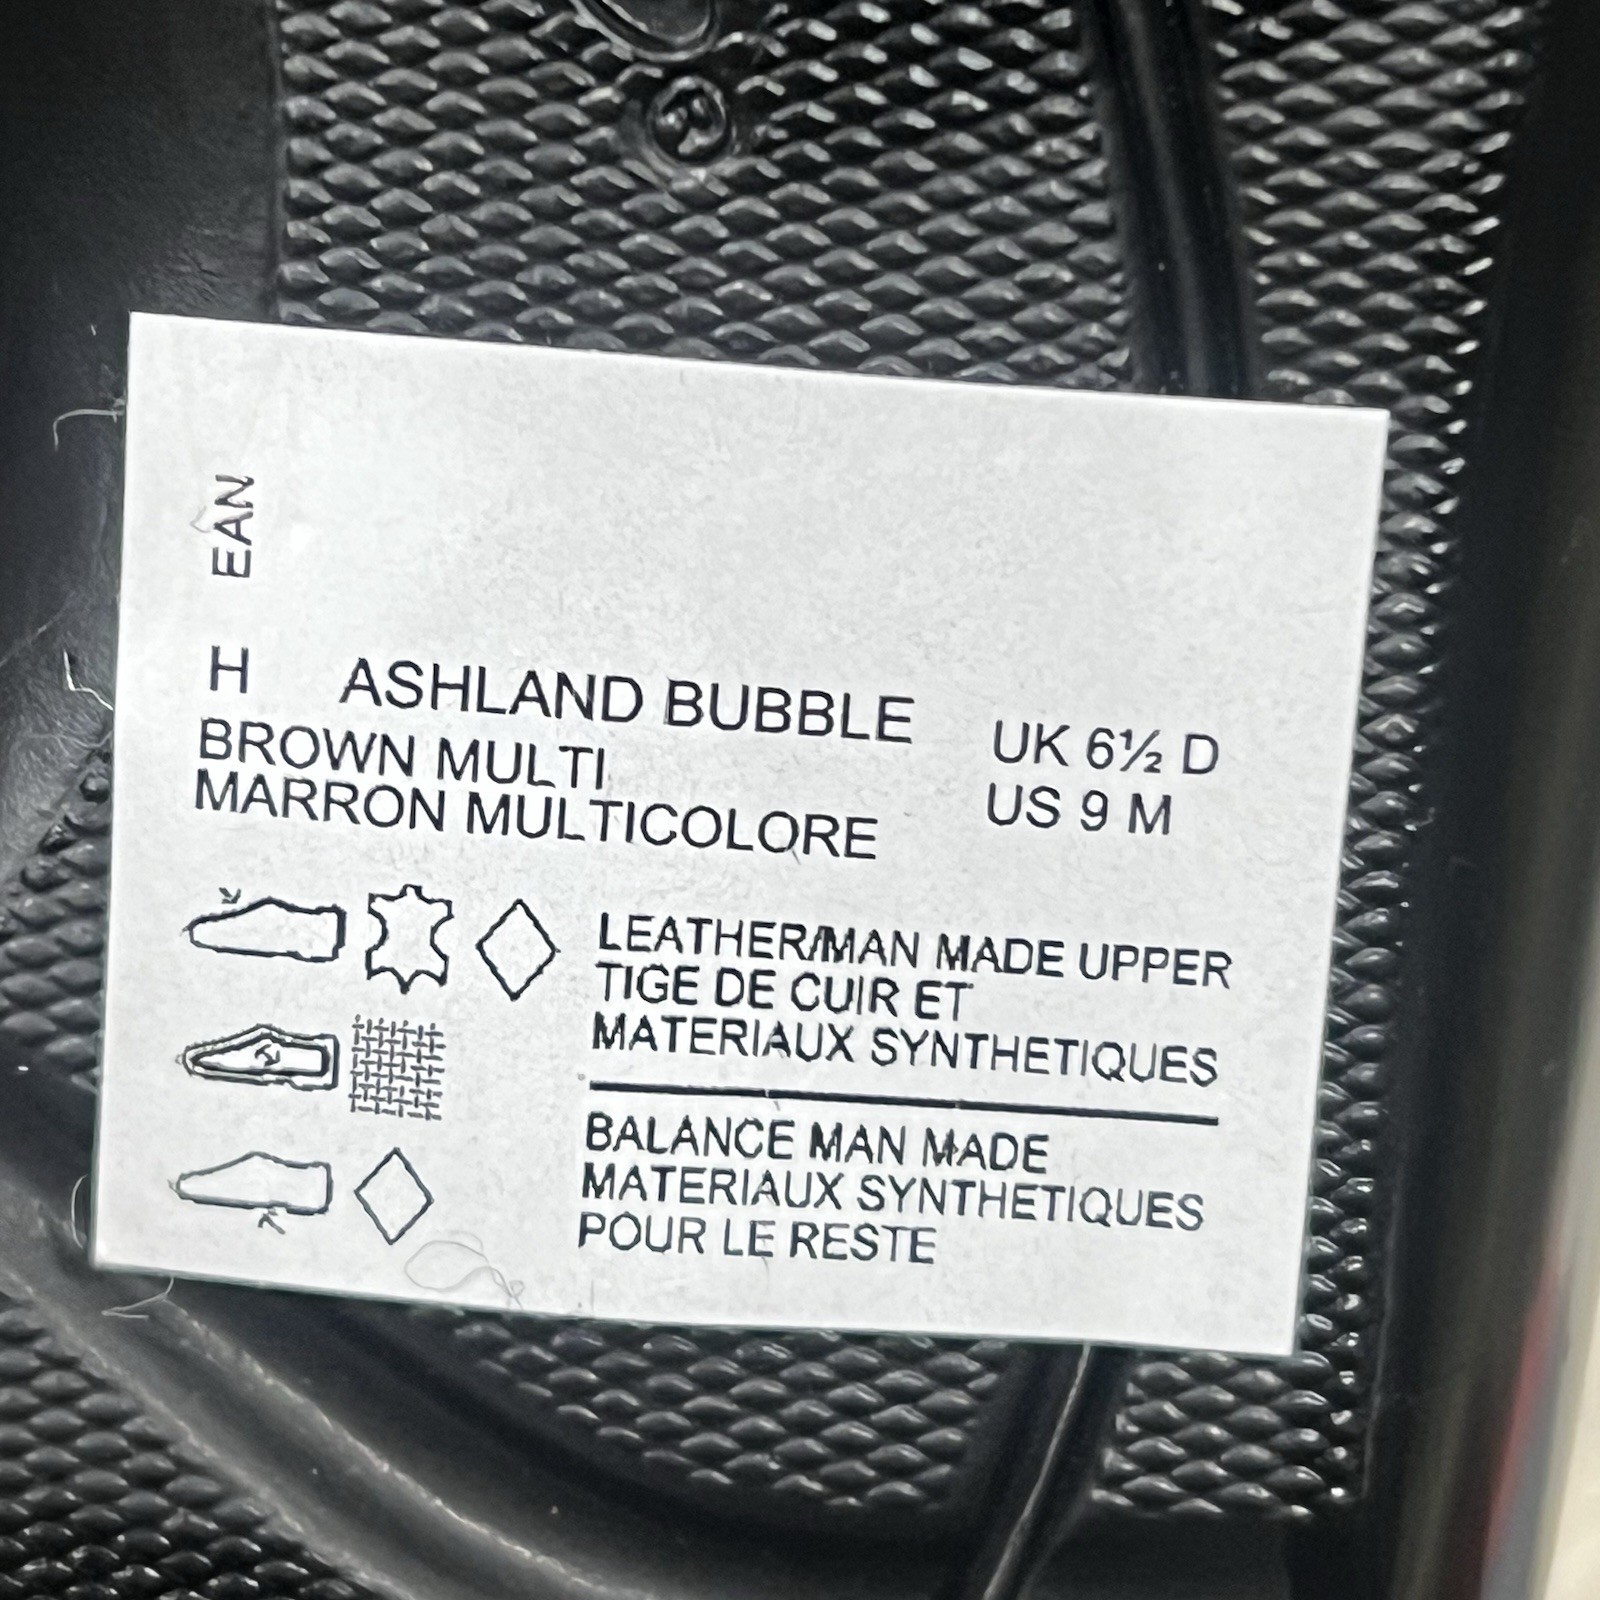 EAN
H ASHLAND BUBBLE
BROWN MULTI
MARRON MULTICOLORE
UK 6½ D
US 9 M
LEATHER/MAN MADE UPPER
TIGE DE CUIR ET
MATERIAUX SYNTHETIQUES
BALANCE MAN MADE
MATERIAUX SYNTHETIQUES
POUR LE RESTE